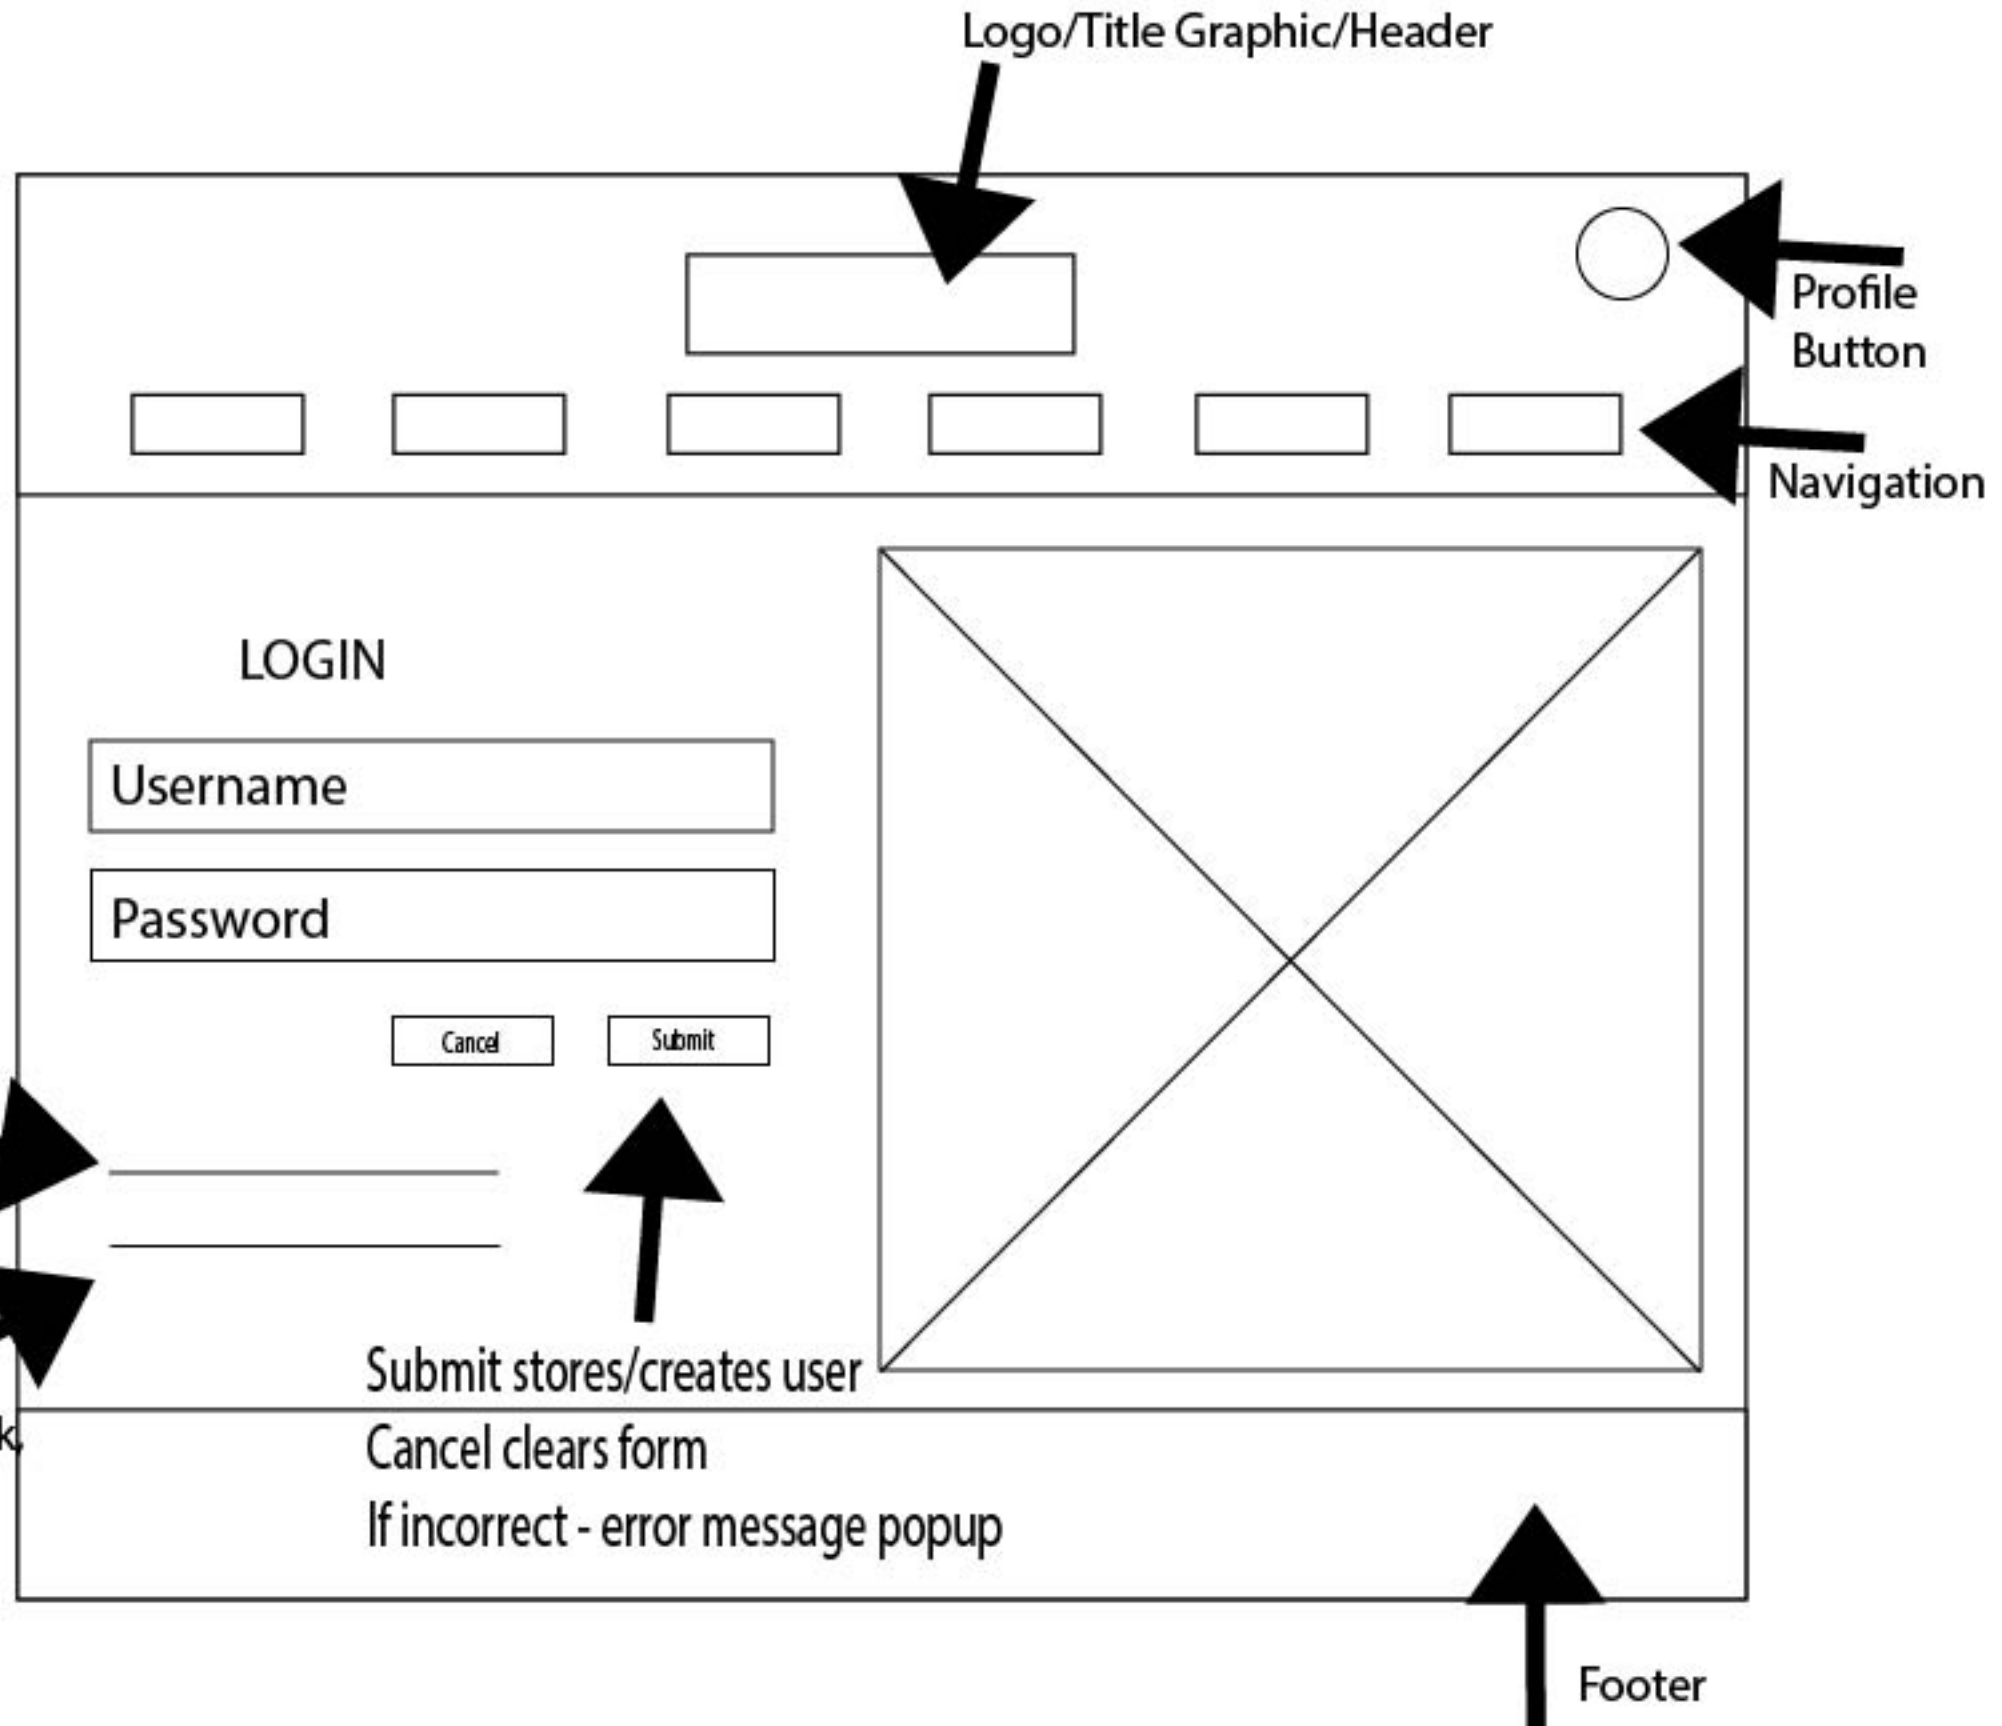 Logo/Title Graphic/Header
Profile
Button
Navigation
LOGIN
Username
Password
Cancel
Submit
Submit stores/creates user
Cancel clears form
If incorrect - error message popup
Footer